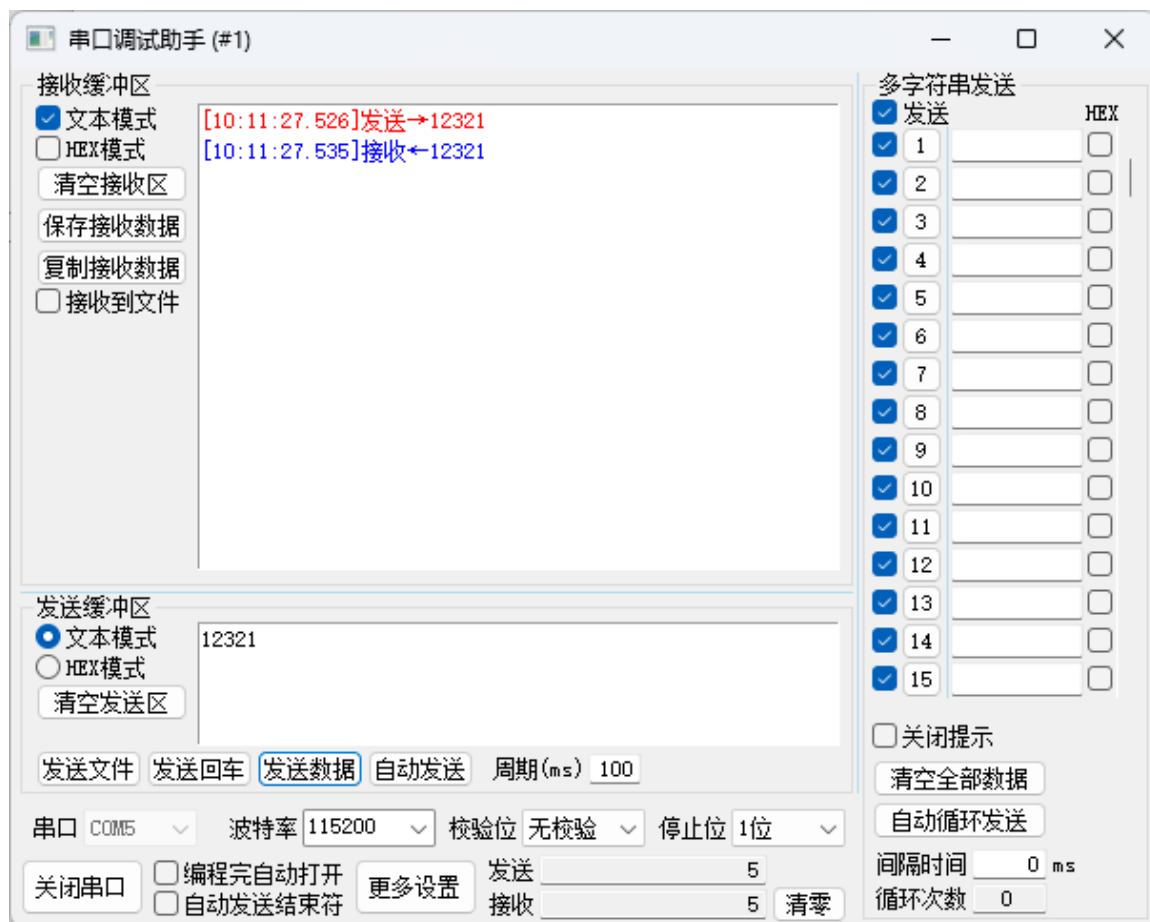 串口调试助手 (#1)
接收缓冲区
文本模式
HEX模式
清空接收区
保存接收数据
复制接收数据
接收到文件
[10:11:27.526]发送→12321
[10:11:27.535]接收←12321
发送缓冲区
文本模式
HEX模式
清空发送区
12321
发送文件 发送回车 发送数据 自动发送 周期(ms) 100
串口 COM5 波特率 115200 校验位 无校验 停止位 1位
关闭串口
编程完自动打开
自动发送结束符
更多设置
发送 5
接收 5
清零
多字符串发送
发送 HEX
1
2
3
4
5
6
7
8
9
10
11
12
13
14
15
关闭提示
清空全部数据
自动循环发送
间隔时间 0 ms
循环次数 0